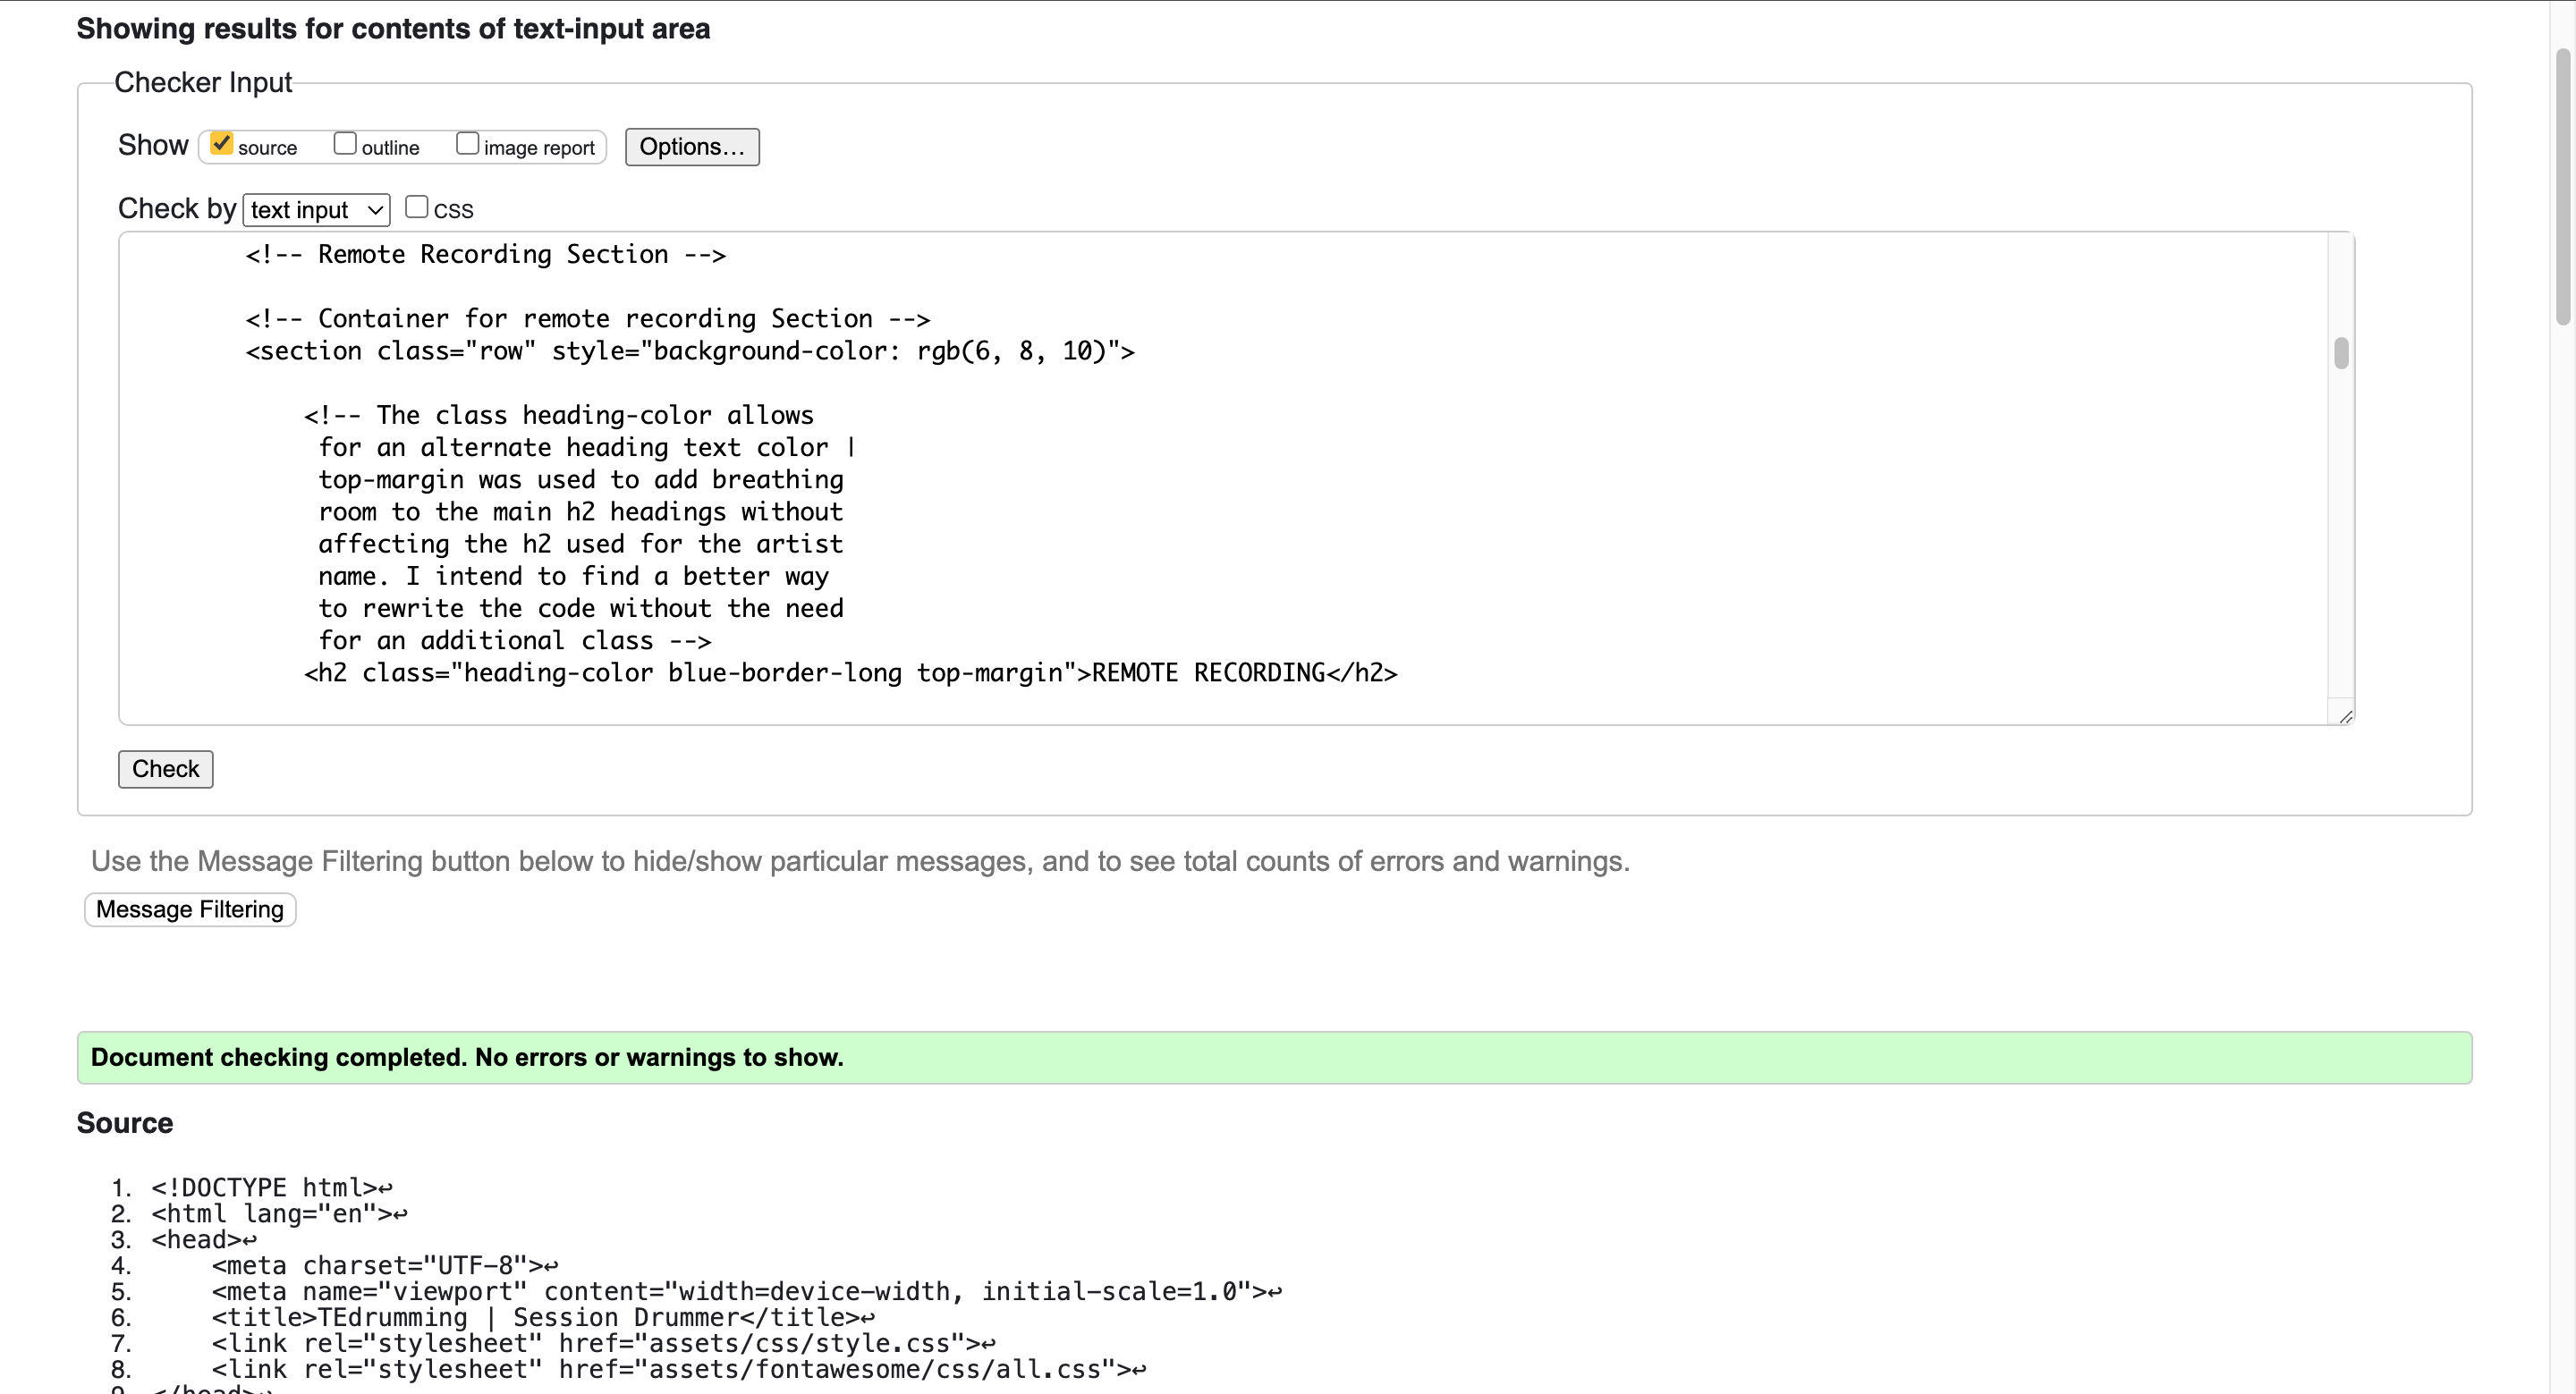 Showing results for contents of text-input area
Checker Input
Show source outline image report Options...
Check by text input CSS
<!-- Remote Recording Section -->
<!-- Container for remote recording Section -->
<section class="row" style="background-color: rgb(6, 8, 10)">
<!-- The class heading-color allows
for an alternate heading text color |
top-margin was used to add breathing
room to the main h2 headings without
affecting the h2 used for the artist
name. I intend to find a better way
to rewrite the code without the need
for an additional class -->
<h2 class="heading-color blue-border-long top-margin">REMOTE RECORDING</h2>
Check
Use the Message Filtering button below to hide/show particular messages, and to see total counts of errors and warnings.
Message Filtering
Document checking completed. No errors or warnings to show.
Source
1. <!DOCTYPE html>↩
2. <html lang="en">↩
3. <head>↩
4. <meta charset="UTF-8">↩
5. <meta name="viewport" content="width=device-width, initial-scale=1.0">↩
6. <title>TEdrumming | Session Drummer</title>↩
7. <link rel="stylesheet" href="assets/css/style.css">↩
8. <link rel="stylesheet" href="assets/fontawesome/css/all.css">↩
9. </head>↩